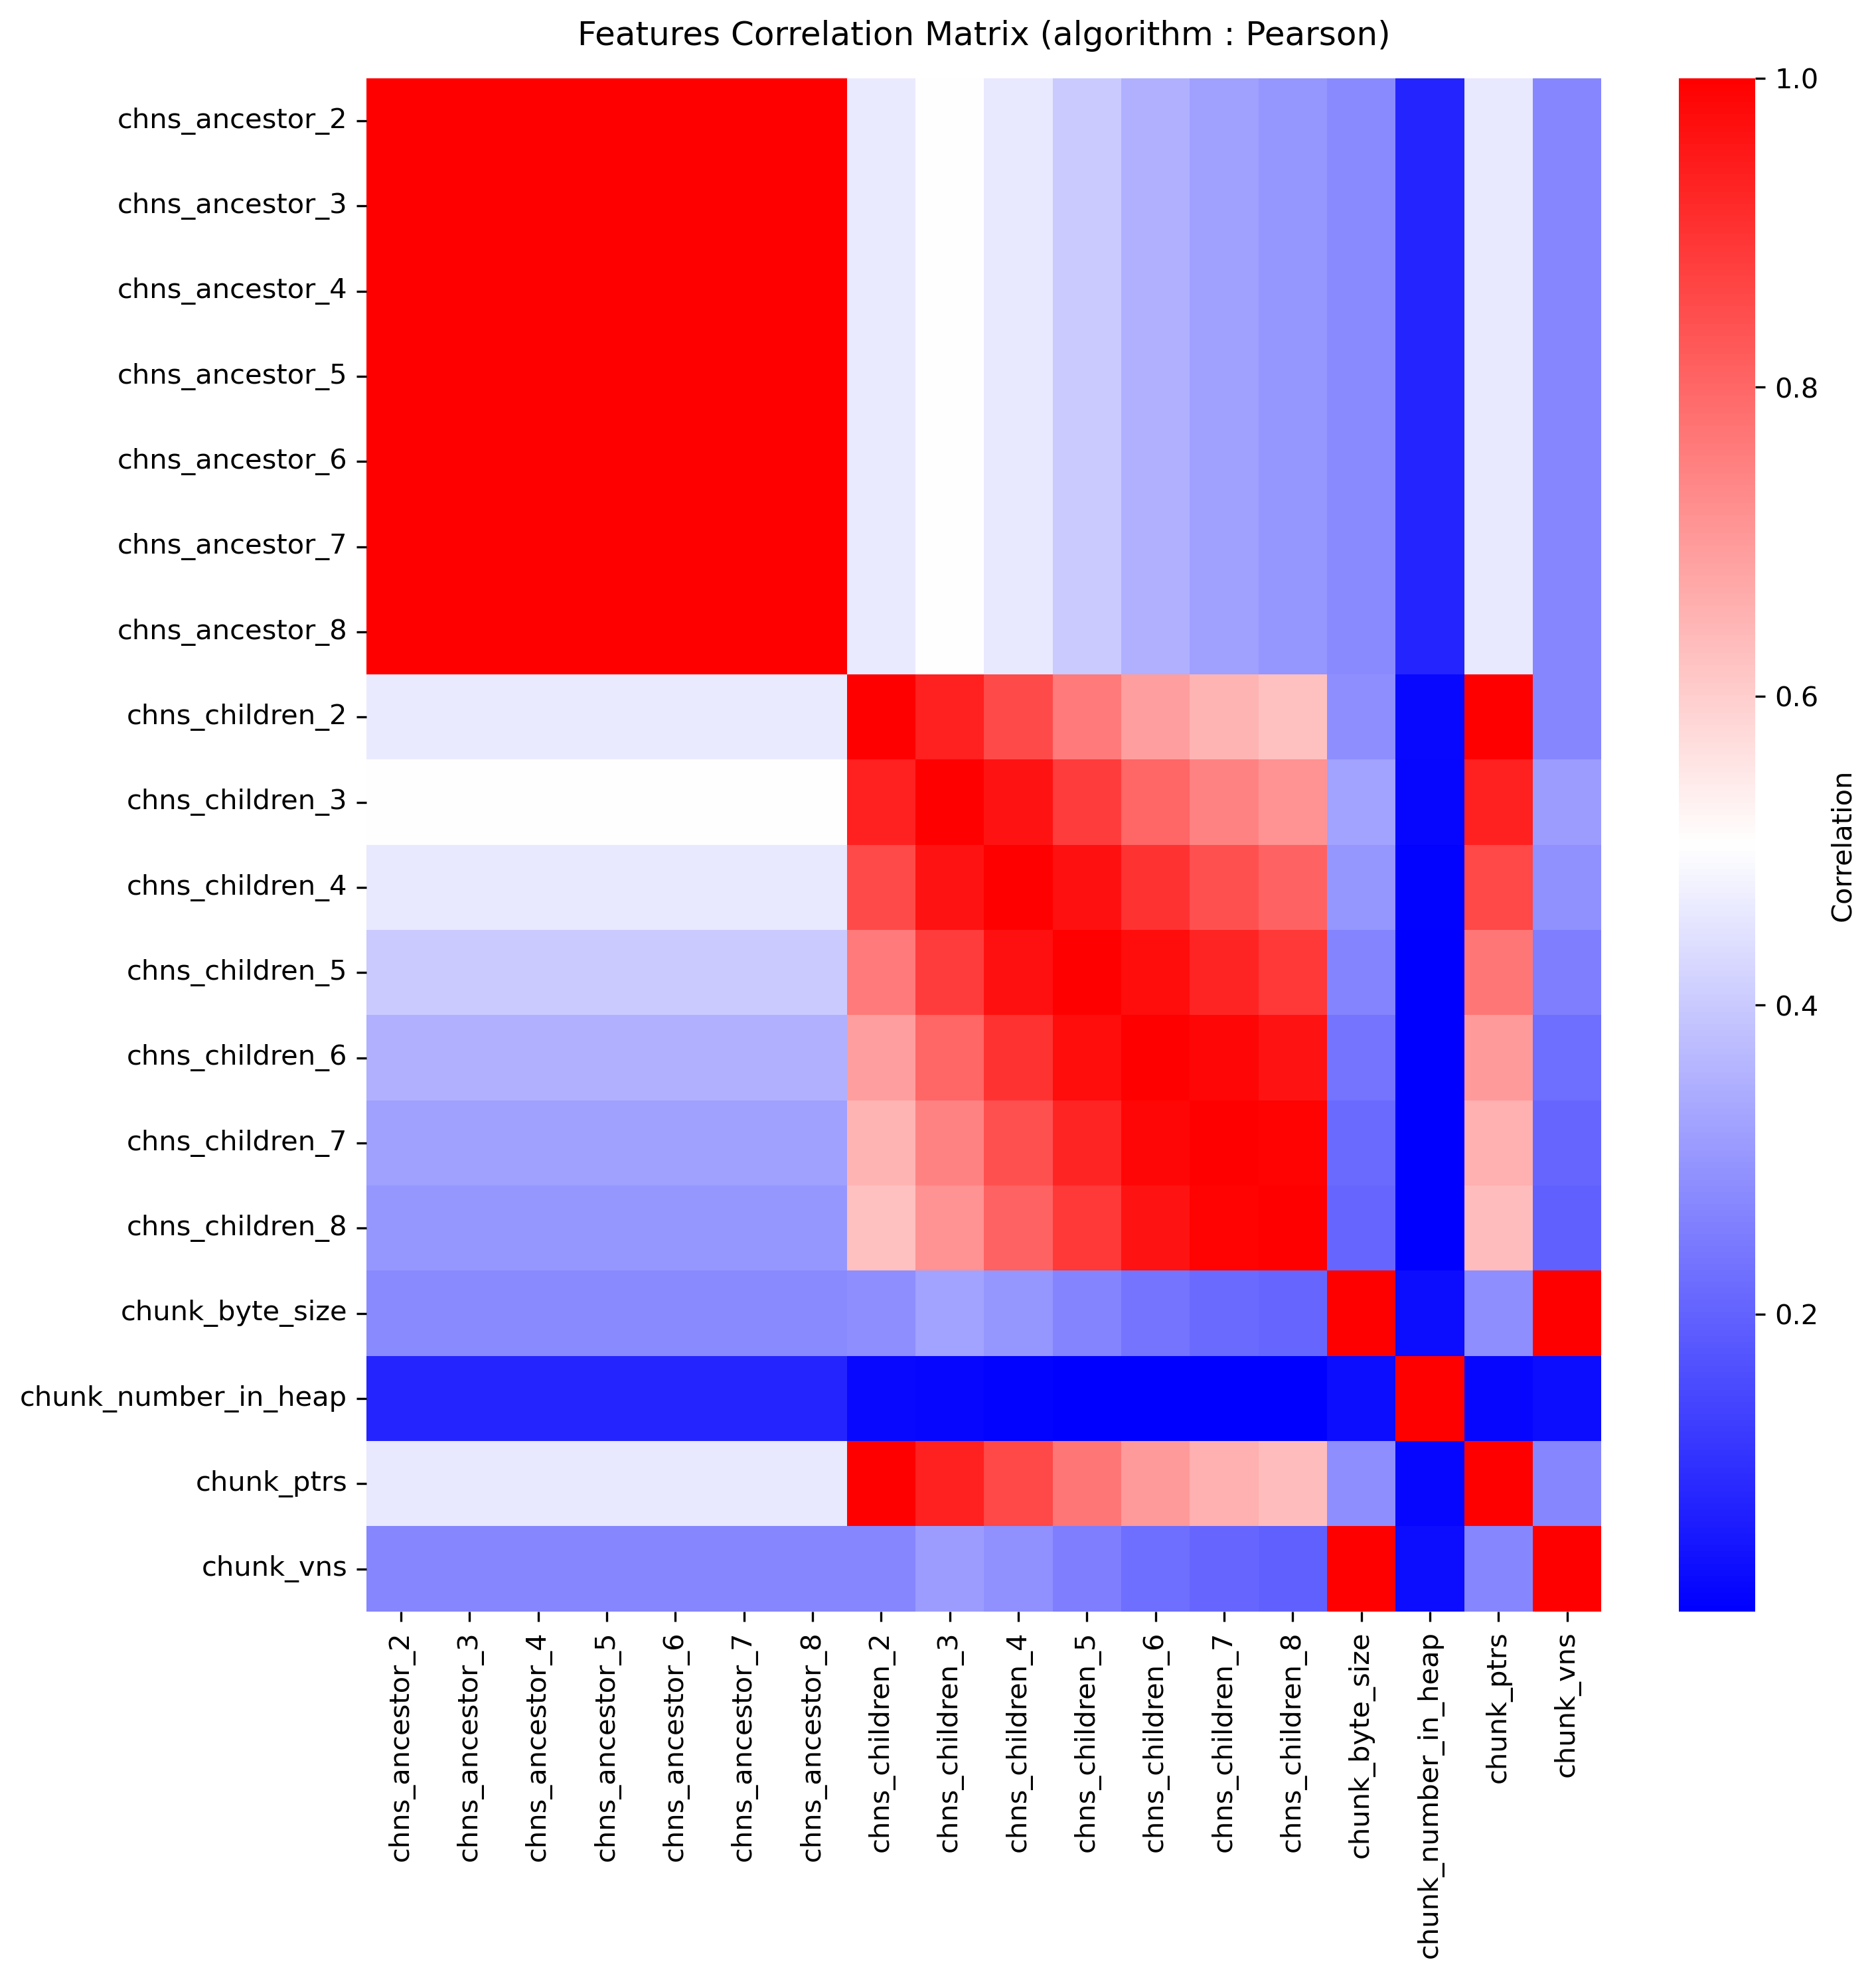 Features Correlation Matrix (algorithm : Pearson)
chns_ancestor_2
chns_ancestor_3
chns_ancestor_4
chns_ancestor_5
chns_ancestor_6
chns_ancestor_7
chns_ancestor_8
chns_children_2
chns_children_3
chns_children_4
chns_children_5
chns_children_6
chns_children_7
chns_children_8
chunk_byte_size
chunk_number_in_heap
chunk_ptrs
chunk_vns
chns_ancestor_2
chns_ancestor_3
chns_ancestor_4
chns_ancestor_5
chns_ancestor_6
chns_ancestor_7
chns_ancestor_8
chns_children_2
chns_children_3
chns_children_4
chns_children_5
chns_children_6
chns_children_7
chns_children_8
chunk_byte_size
chunk_number_in_heap
chunk_ptrs
chunk_vns
1.0
0.8
0.6
0.4
0.2
Correlation